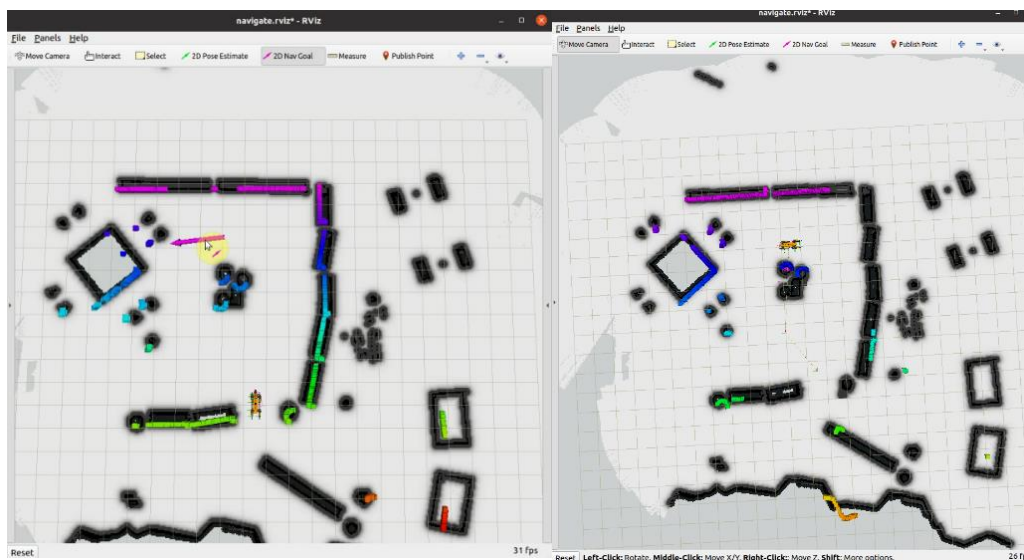 navigate.rviz* - RViz
File Panels Help
Move Camera Interact Select 2D Pose Estimate 2D Nav Goal Measure Publish Point
Reset 31 fps
navigate.rviz* - RViz
File Panels Help
Move Camera Interact Select 2D Pose Estimate 2D Nav Goal Measure Publish Point
Reset Left-Click: Rotate. Middle-Click: Move X/Y. Right-Click: Move Z. Shift: More options. 26 f